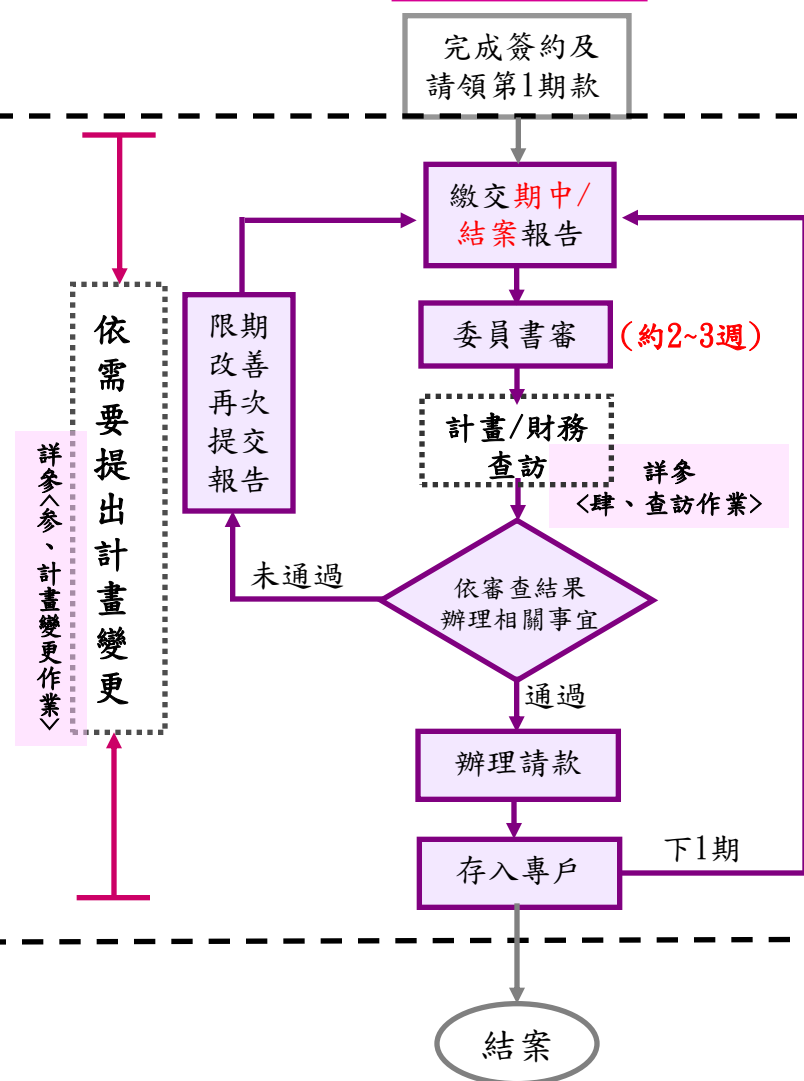 完成簽約及
請領第1期款
繳交期中/
結案報告
委員書審
(約2~3週)
計畫/財務
查訪
詳參
<肆、查訪作業>
依審查結果
辦理相關事宜
未通過
限期
改善
再次
提交
報告
通過
辦理請款
存入專戶
下1期
結案
依需要提出計畫變更
詳參<參、計畫變更作業>